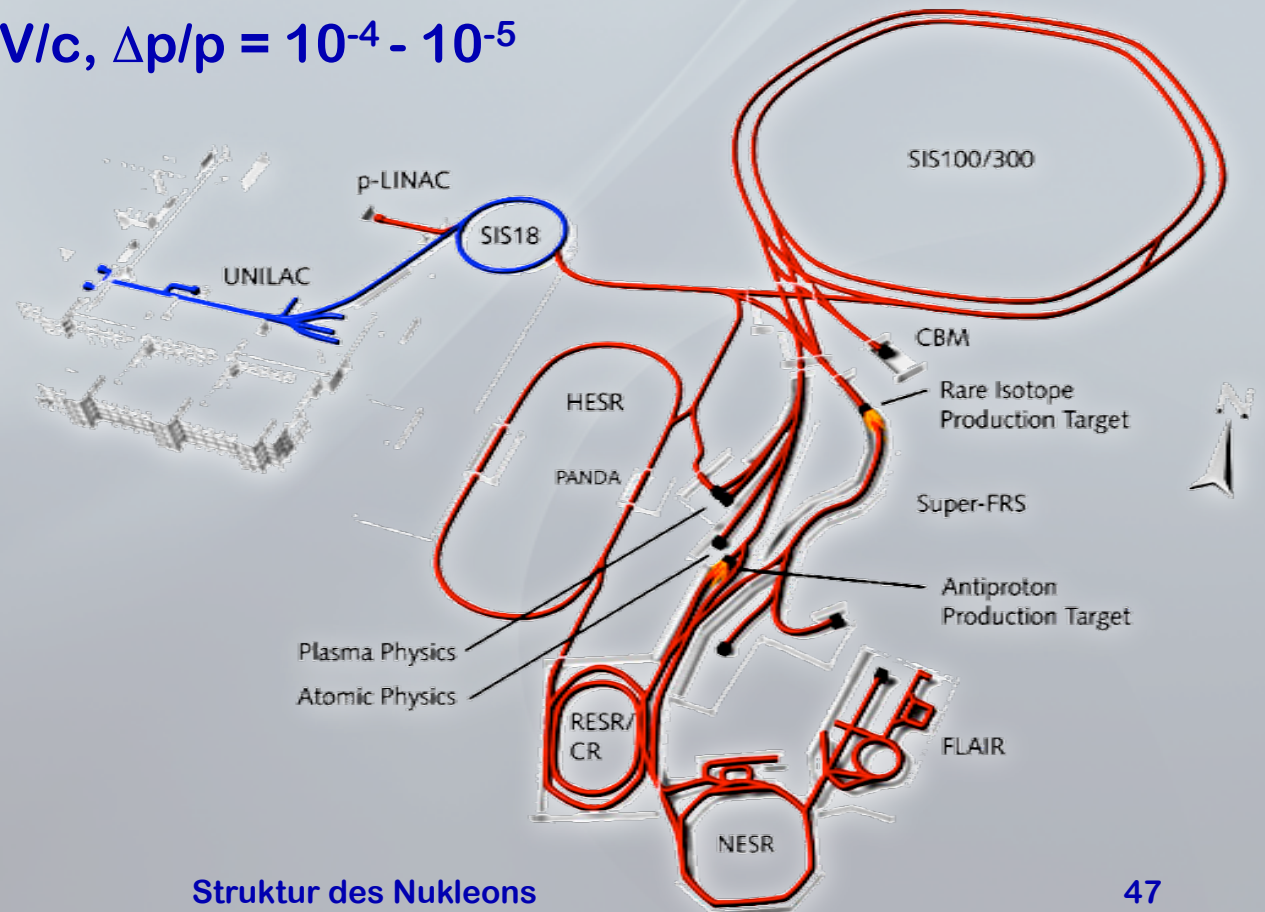 V/c, Δp/p = 10⁻⁴ - 10⁻⁵
SIS100/300
p-LINAC
SIS18
UNILAC
CBM
Rare Isotope
Production Target
HESR
N
PANDA
Super-FRS
Antiproton
Production Target
Plasma Physics
Atomic Physics
RESR/
CR
FLAIR
NESR
Struktur des Nukleons
47